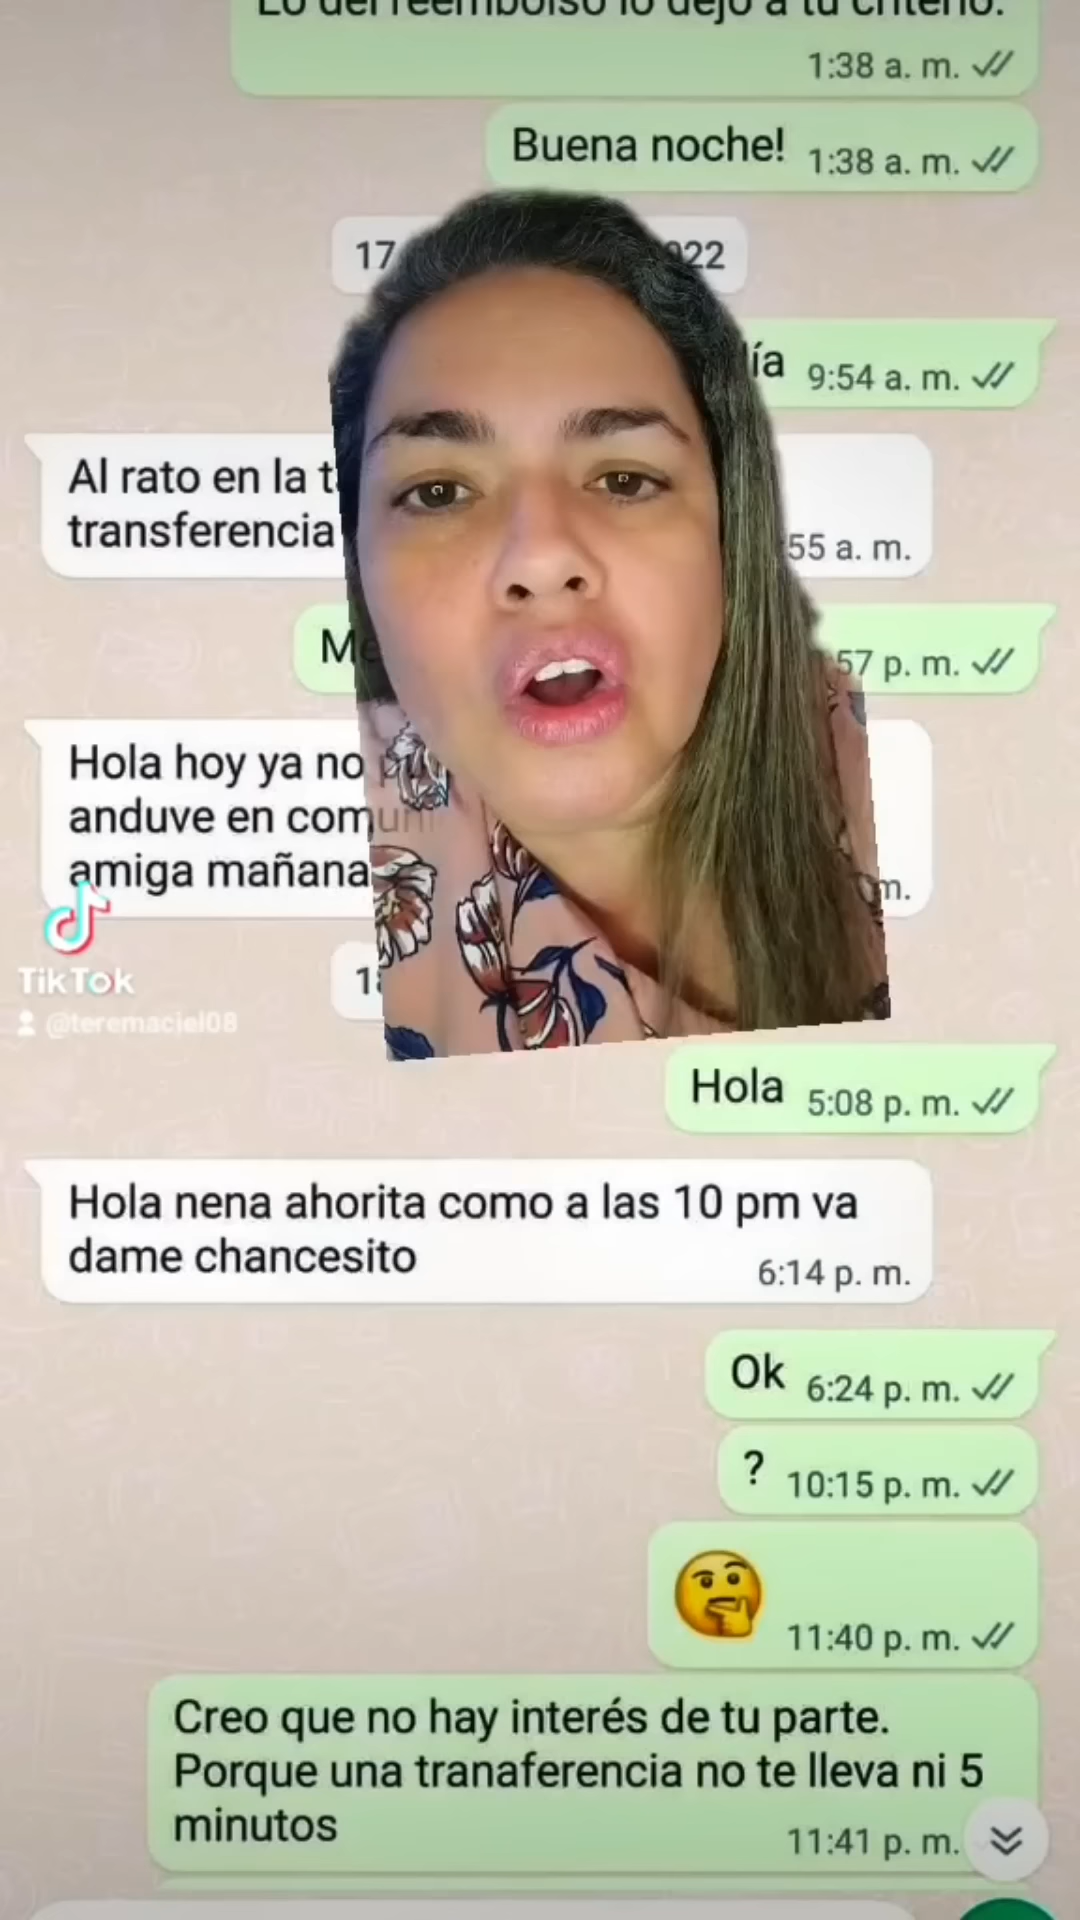 Lo del reembolso lo dejo a tu criterio.
1:38 a. m.
Buena noche! 1:38 a. m.
17 022
ía 9:54 a. m.
Al rato en la
transferencia
55 a. m.
57 p. m.
Hola hoy ya no
anduve en
amiga mañana
m.
TikTok
@teremaciel08
Hola 5:08 p. m.
Hola nena ahorita como a las 10 pm va
dame chancesito
6:14 p. m.
Ok 6:24 p. m.
? 10:15 p. m.
11:40 p. m.
Creo que no hay interés de tu parte.
Porque una tranaferencia no te lleva ni 5
minutos
11:41 p. m.